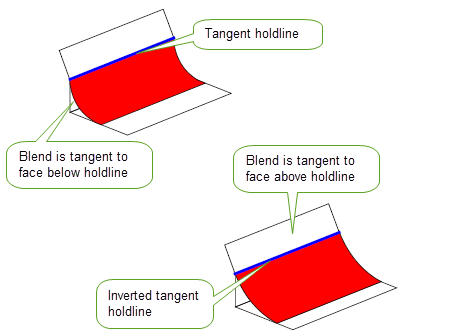 Tangent holdline
Blend is tangent to
face below holdline
Blend is tangent to
face above holdline
Inverted tangent
holdline